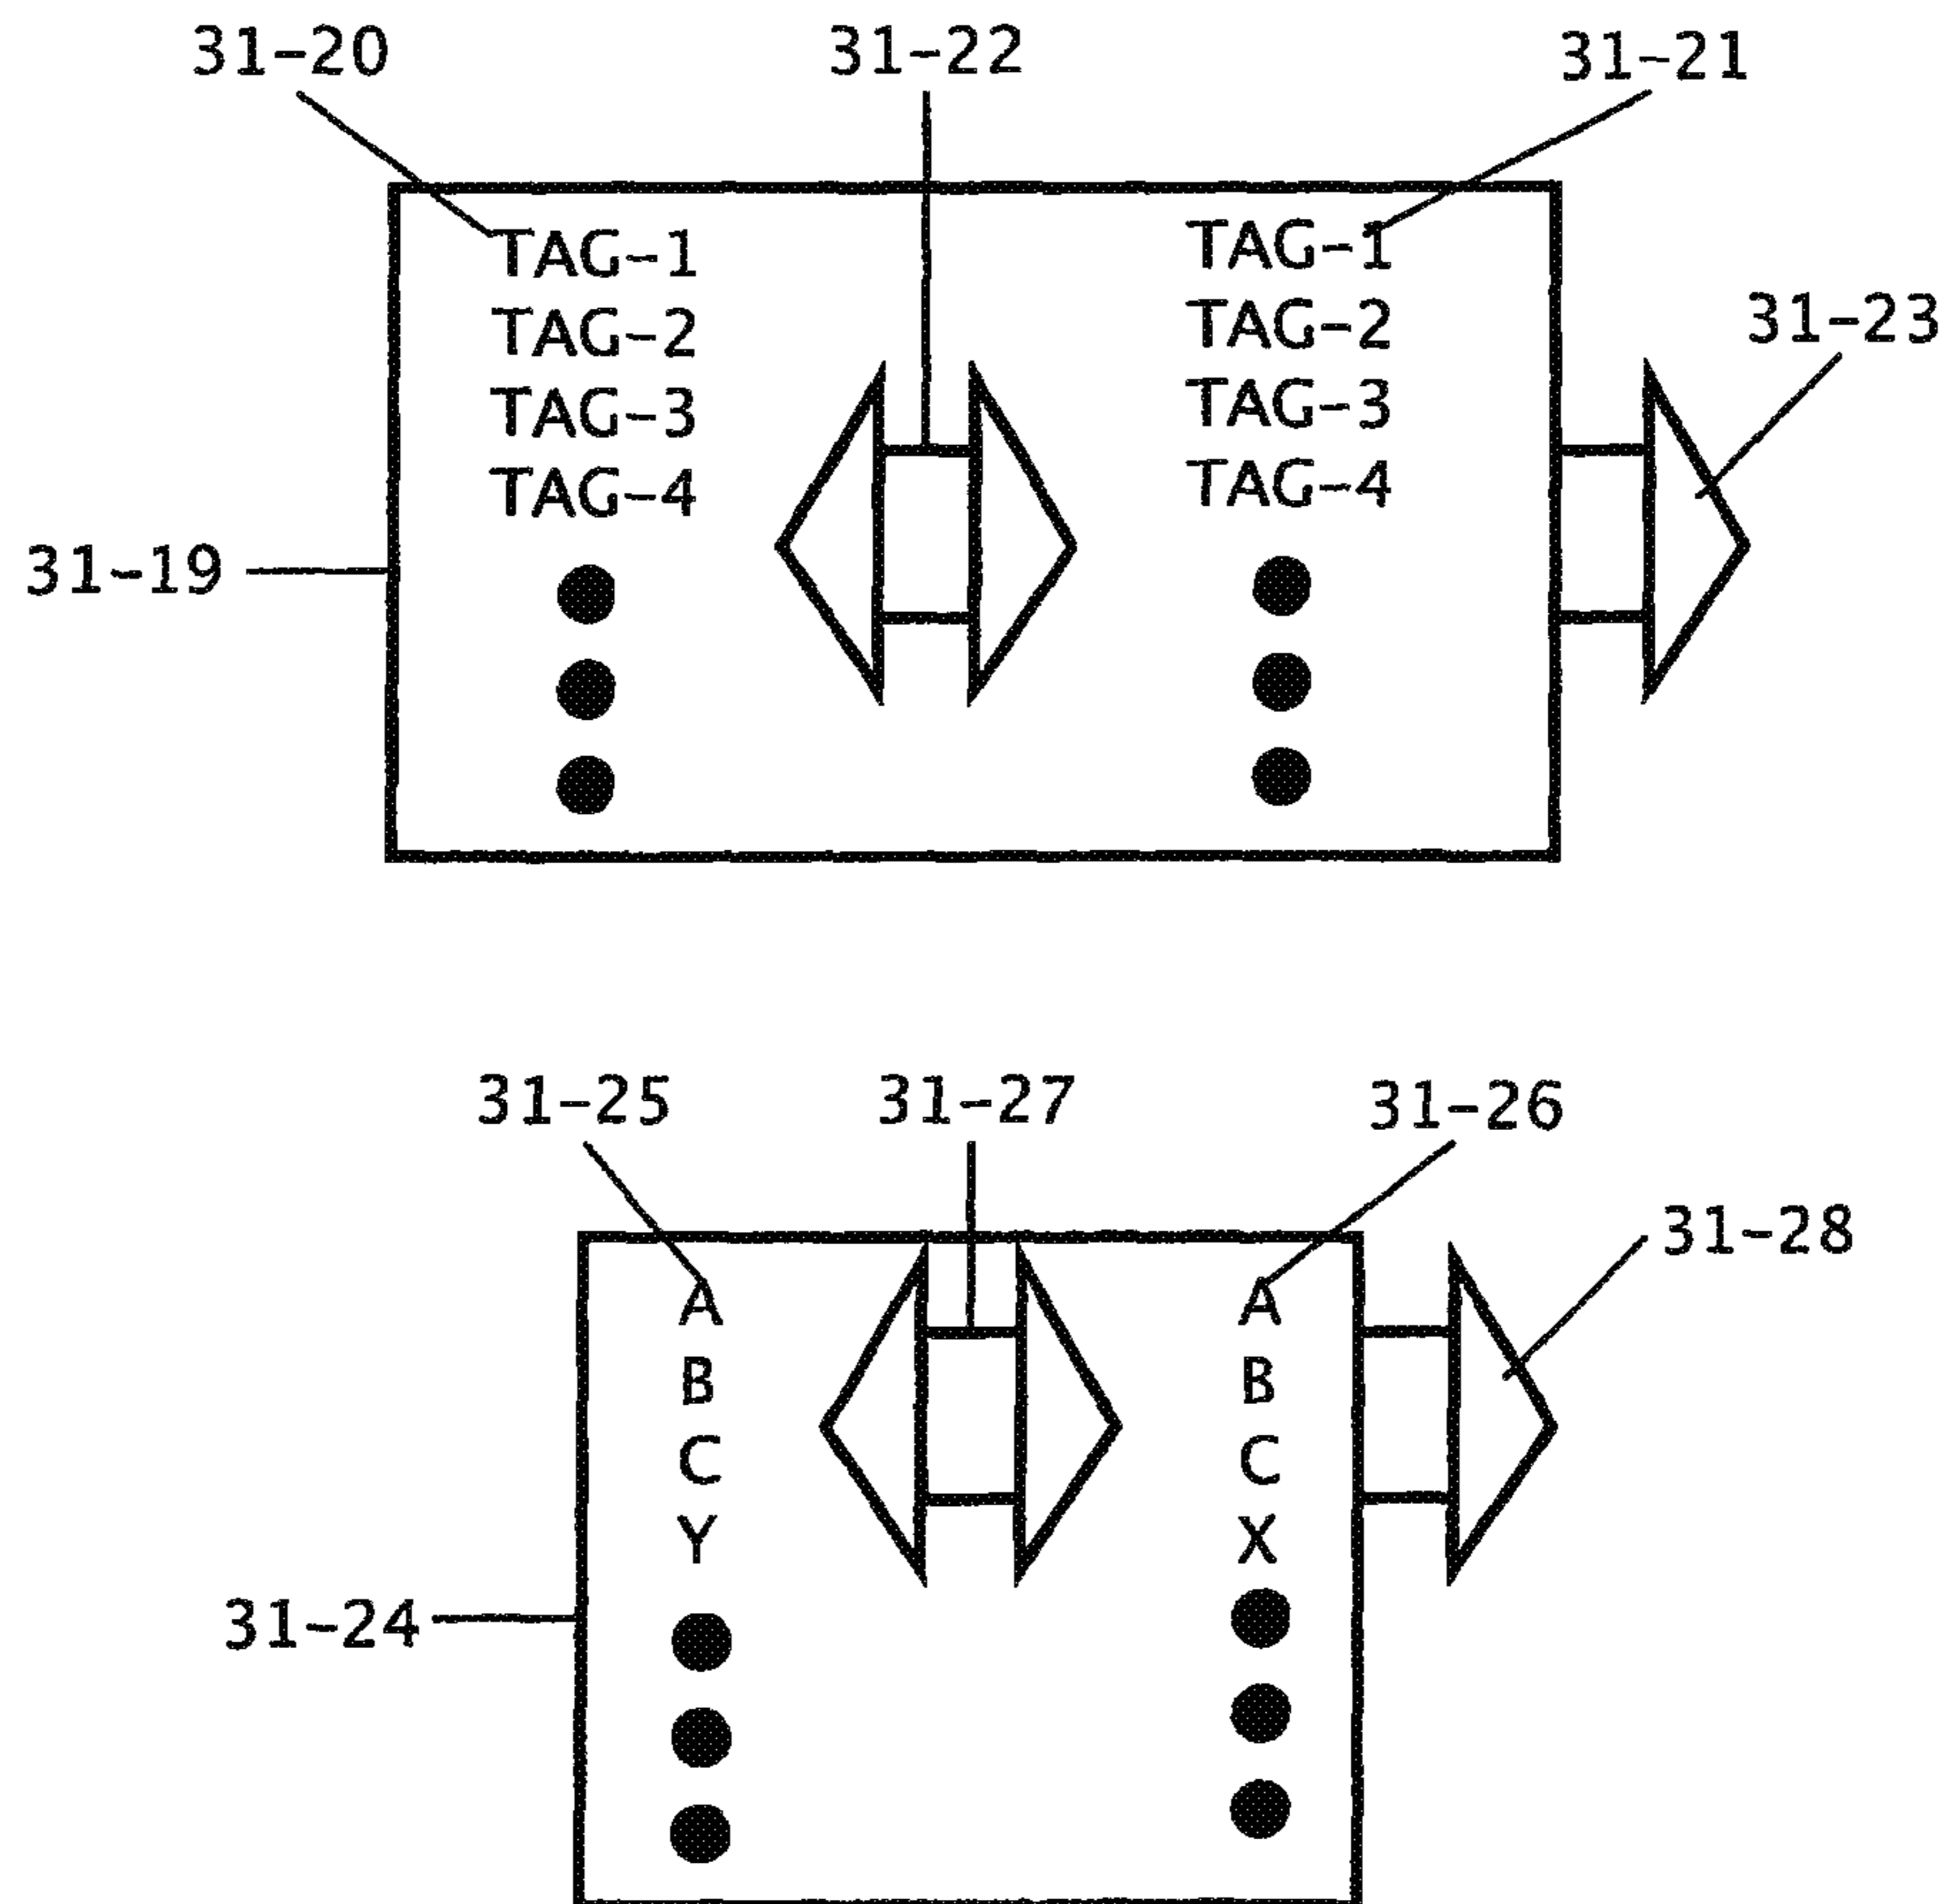 31-20 31-22 31-21
TAG-1 TAG-1
TAG-2 TAG-2
31-23
TAG-3 TAG-3
TAG-4 TAG-4
31-19
31-25 31-27 31-26
31-28
A A
B B
C C
Y X
31-24